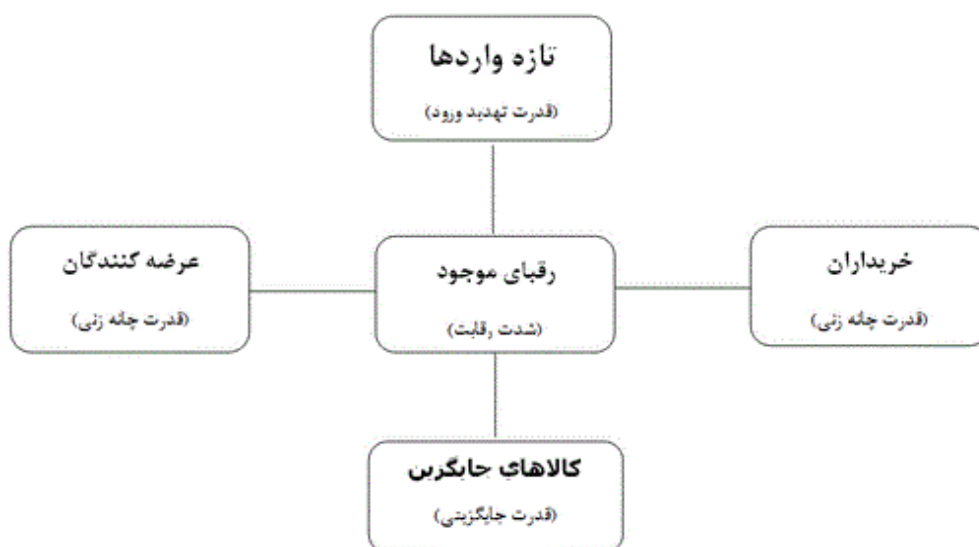 تازه واردها
(قدرت تهدید ورود)
خریداران
(قدرت چانه زنی)
رقبای موجود
(شدت رقابت)
عرضه کنندگان
(قدرت چانه زنی)
کالاهای جایگزین
(قدرت جایگزینی)